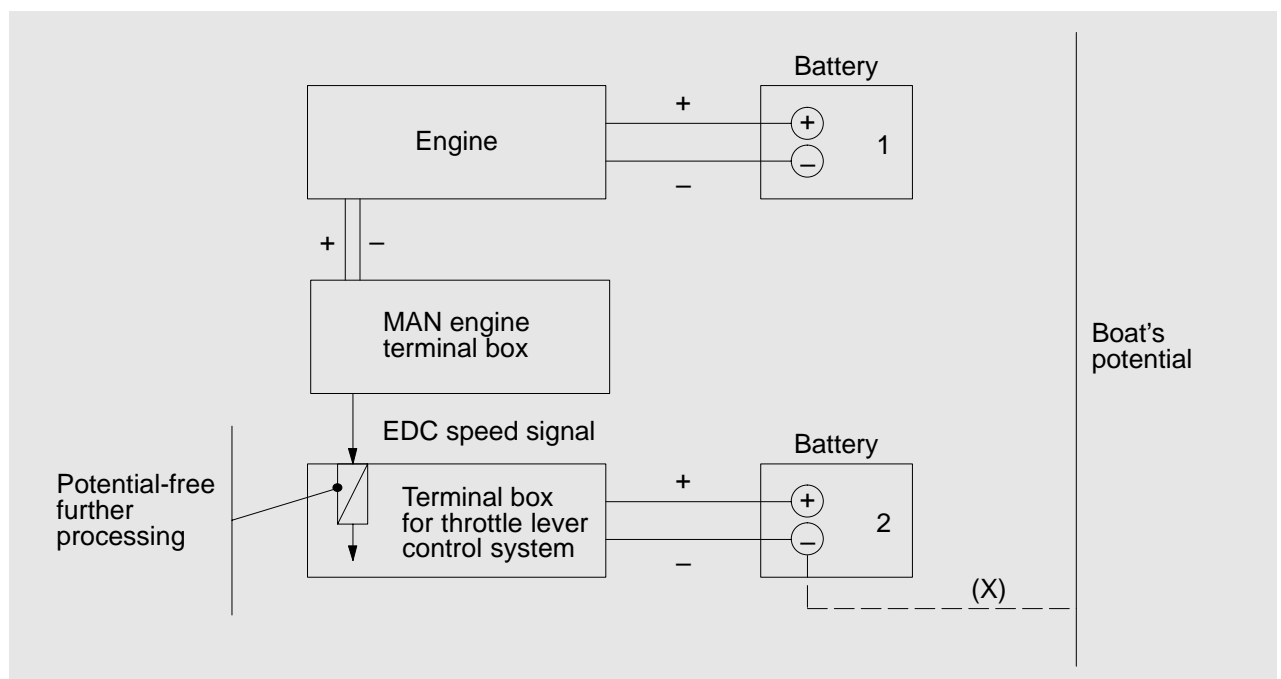 Battery
+
Engine
+
–
1
–
+ –
MAN engine
terminal box
Boat's
potential
EDC speed signal
Battery
Potential-free
further
processing
Terminal box
for throttle lever
control system
+
+
–
2
–
(X)